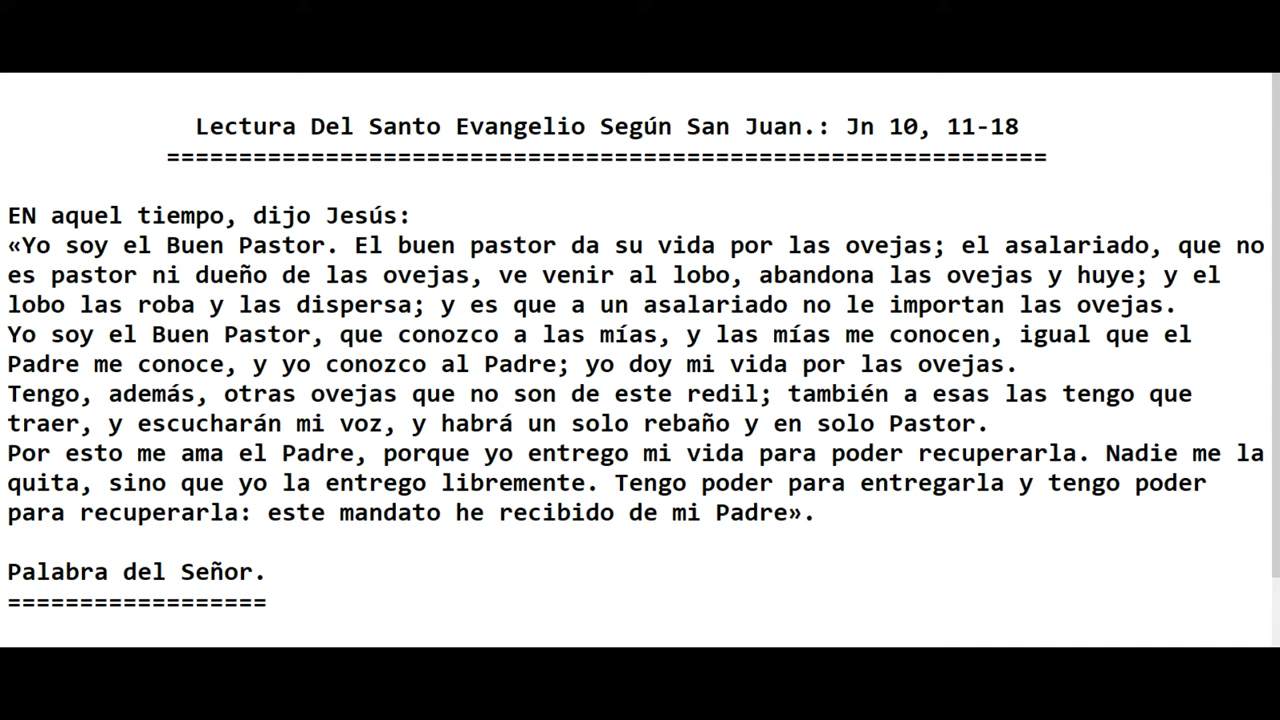 Lectura Del Santo Evangelio Según San Juan.: Jn 10, 11-18
=============================================================
EN aquel tiempo, dijo Jesús:
«Yo soy el Buen Pastor. El buen pastor da su vida por las ovejas; el asalariado, que no
es pastor ni dueño de las ovejas, ve venir al lobo, abandona las ovejas y huye; y el
lobo las roba y las dispersa; y es que a un asalariado no le importan las ovejas.
Yo soy el Buen Pastor, que conozco a las mías, y las mías me conocen, igual que el
Padre me conoce, y yo conozco al Padre; yo doy mi vida por las ovejas.
Tengo, además, otras ovejas que no son de este redil; también a esas las tengo que
traer, y escucharán mi voz, y habrá un solo rebaño y en solo Pastor.
Por esto me ama el Padre, porque yo entrego mi vida para poder recuperarla. Nadie me la
quita, sino que yo la entrego libremente. Tengo poder para entregarla y tengo poder
para recuperarla: este mandato he recibido de mi Padre».
Palabra del Señor.
==================